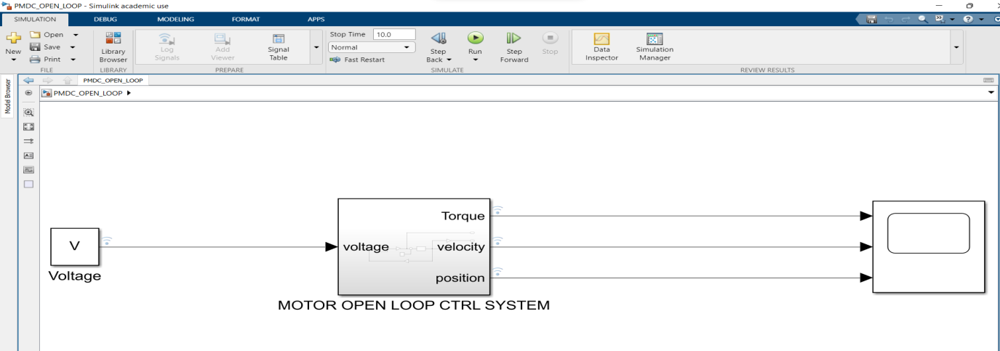 PMDC_OPEN_LOOP - Simulink academic use
SIMULATION DEBUG MODELING FORMAT APPS
New
Open
Save
Print
FILE
Library Browser
LIBRARY
Log Signals
Add Viewer
Signal Table
PREPARE
Stop Time 10.0
Normal
Fast Restart
Step Back
Run
Step Forward
Stop
SIMULATE
Data Inspector
Simulation Manager
REVIEW RESULTS
Model Browser
PMDC_OPEN_LOOP
PMDC_OPEN_LOOP
V
Voltage
voltage
Torque
velocity
position
MOTOR OPEN LOOP CTRL SYSTEM